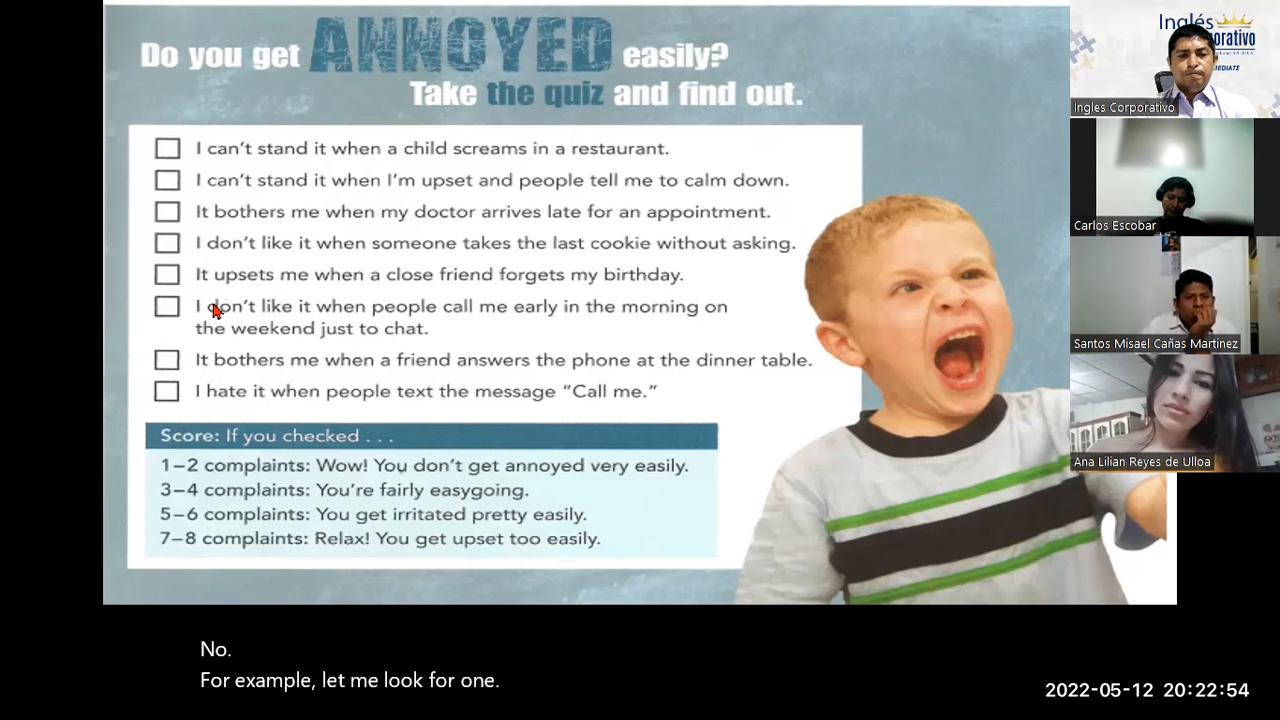 Do you get ANNOYED easily?
Take the quiz and find out.
I can't stand it when a child screams in a restaurant.
I can't stand it when I'm upset and people tell me to calm down.
It bothers me when my doctor arrives late for an appointment.
I don't like it when someone takes the last cookie without asking.
It upsets me when a close friend forgets my birthday.
I don't like it when people call me early in the morning on
the weekend just to chat.
It bothers me when a friend answers the phone at the dinner table.
I hate it when people text the message "Call me."
Score: If you checked . . .
1–2 complaints: Wow! You don't get annoyed very easily.
3–4 complaints: You're fairly easygoing.
5–6 complaints: You get irritated pretty easily.
7–8 complaints: Relax! You get upset too easily.
Inglés
Ingles Corporativo
Carlos Escobar
Santos Misael Cañas Martinez
Ana Lilian Reyes de Ulloa
No.
For example, let me look for one.
2022-05-12 20:22:54